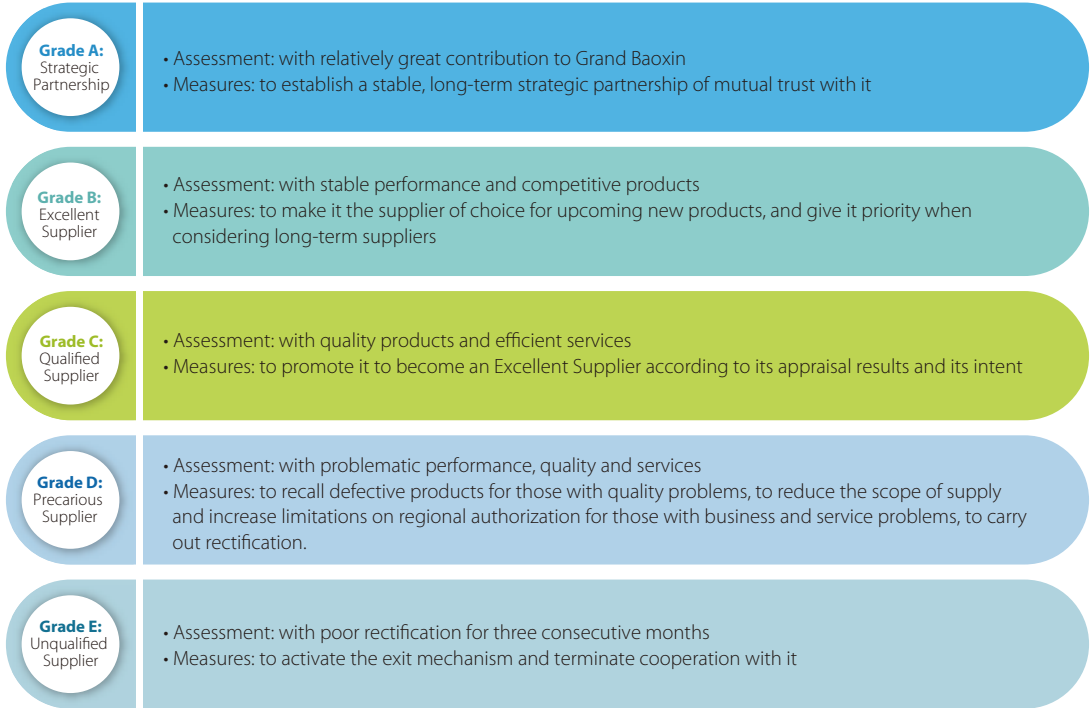 Grade A:
Strategic
Partnership
• Assessment: with relatively great contribution to Grand Baoxin
• Measures: to establish a stable, long-term strategic partnership of mutual trust with it
Grade B:
Excellent
Supplier
• Assessment: with stable performance and competitive products
• Measures: to make it the supplier of choice for upcoming new products, and give it priority when
considering long-term suppliers
Grade C:
Qualified
Supplier
• Assessment: with quality products and efficient services
• Measures: to promote it to become an Excellent Supplier according to its appraisal results and its intent
Grade D:
Precarious
Supplier
• Assessment: with problematic performance, quality and services
• Measures: to recall defective products for those with quality problems, to reduce the scope of supply
and increase limitations on regional authorization for those with business and service problems, to carry
out rectification.
Grade E:
Unqualified
Supplier
• Assessment: with poor rectification for three consecutive months
• Measures: to activate the exit mechanism and terminate cooperation with it